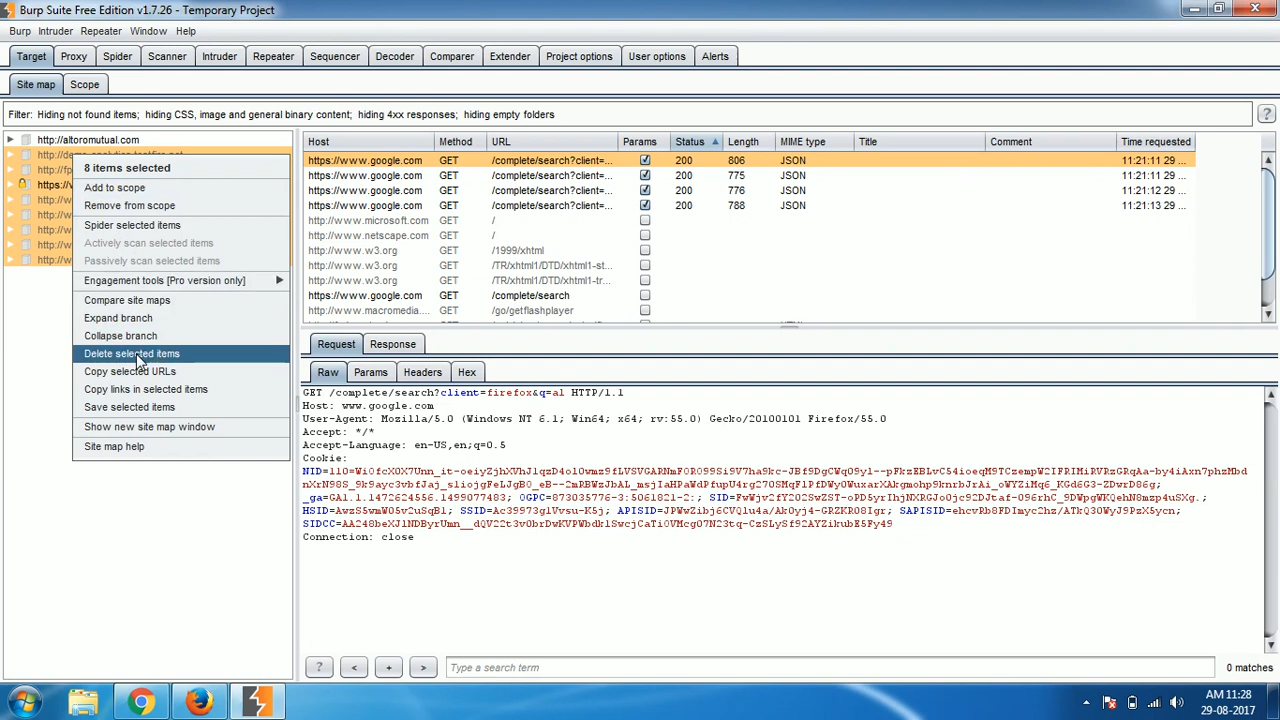 Burp Suite Free Edition v1.7.26 - Temporary Project
Burp Intruder Repeater Window Help
Target Proxy Spider Scanner Intruder Repeater Sequencer Decoder Comparer Extender Project options User options Alerts
Site map Scope
Filter: Hiding not found items; hiding CSS, image and general binary content; hiding 4xx responses; hiding empty folders
?
http://altoromutual.com
8 items selected
Add to scope
Remove from scope
Spider selected items
Actively scan selected items
Passively scan selected items
Engagement tools [Pro version only]
Compare site maps
Expand branch
Collapse branch
Delete selected items
Copy selected URLs
Copy links in selected items
Save selected items
Show new site map window
Site map help
Host Method URL Params Status Length MIME type Title Comment Time requested
https://www.google.com GET /complete/search?client=... 200 806 JSON 11:21:11 29 ...
https://www.google.com GET /complete/search?client=... 200 775 JSON 11:21:11 29 ...
https://www.google.com GET /complete/search?client=... 200 776 JSON 11:21:12 29 ...
https://www.google.com GET /complete/search?client=... 200 788 JSON 11:21:13 29 ...
http://www.microsoft.com GET /
http://www.netscape.com GET /
http://www.w3.org GET /1999/xhtml
http://www.w3.org GET /TR/xhtml1/DTD/xhtml1-st...
http://www.w3.org GET /TR/xhtml1/DTD/xhtml1-tr...
https://www.google.com GET /complete/search
http://www.macromedia.... GET /go/getflashplayer
Request Response
Raw Params Headers Hex
GET /complete/search?client=firefox&q=al HTTP/1.1
Host: www.google.com
User-Agent: Mozilla/5.0 (Windows NT 6.1; Win64; x64; rv:55.0) Gecko/20100101 Firefox/55.0
Accept: */*
Accept-Language: en-US,en;q=0.5
Cookie:
Connection: close
? < + > Type a search term 0 matches
AM 11:28
29-08-2017